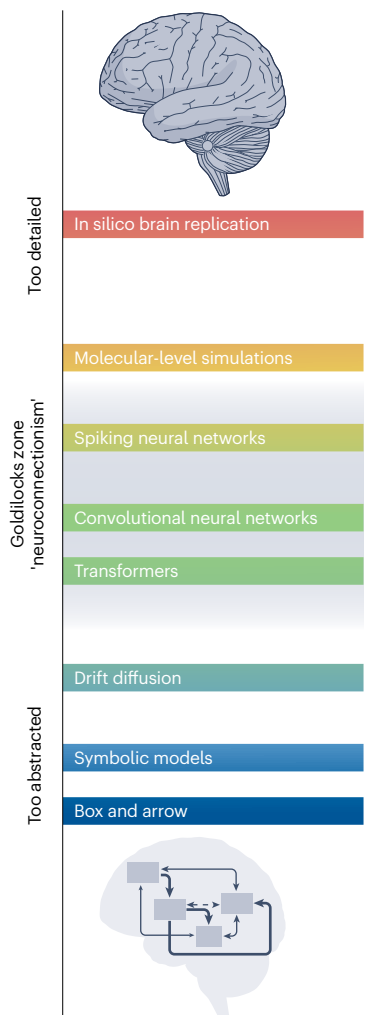 Too detailed
In silico brain replication
Molecular-level simulations
Goldilocks zone
'neuroconnectionism'
Spiking neural networks
Convolutional neural networks
Transformers
Drift diffusion
Too abstracted
Symbolic models
Box and arrow